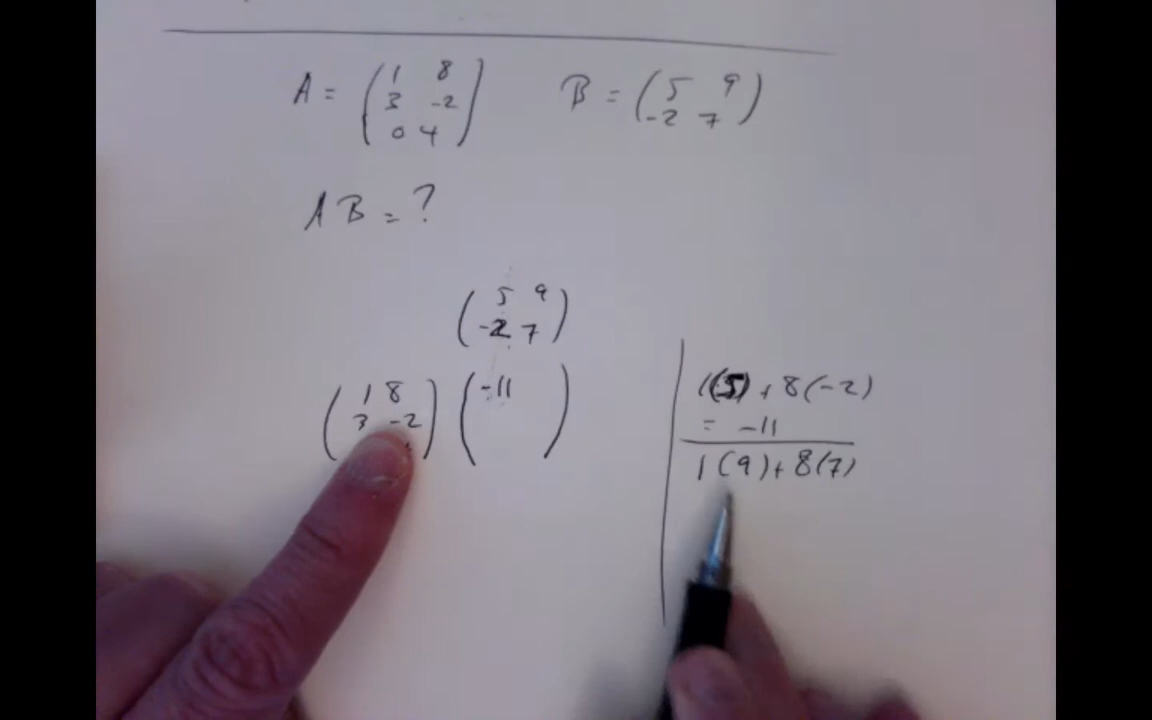 A = ( 1 8 B = ( 5 9 )
3 -2 -2 7
0 4 )
A B = ?
( 5 9
-2 7 )
( 1 8 ) ( -11 )
3 -2
1(5) + 8(-2)
= -11
1(9) + 8(7)